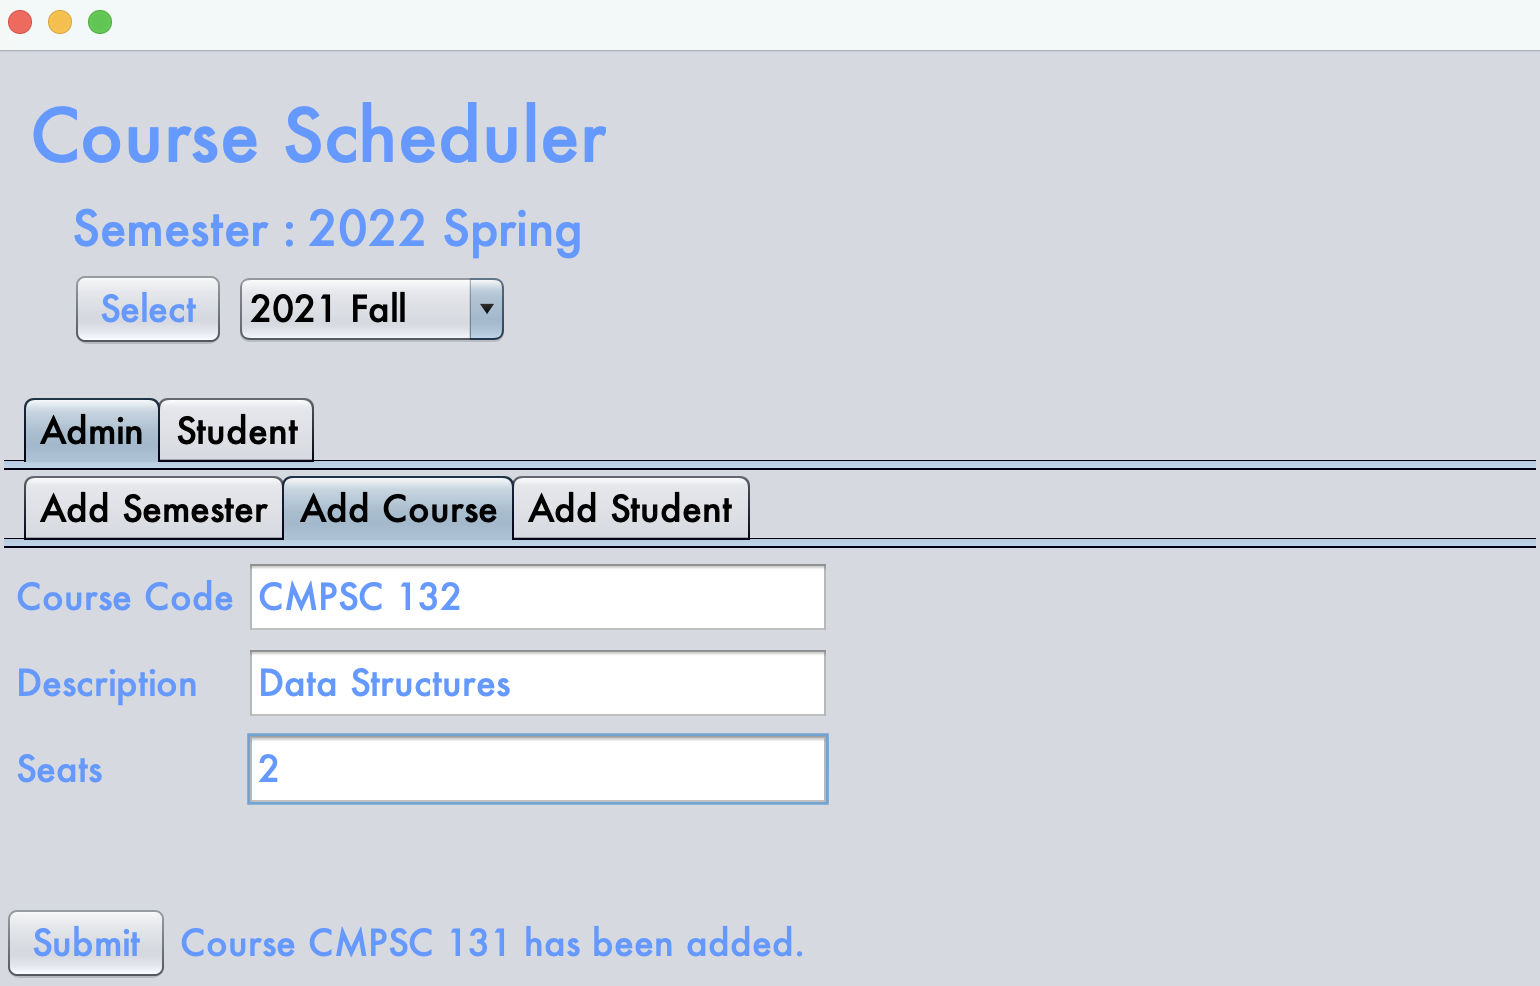 Course Scheduler
Semester : 2022 Spring
Select 2021 Fall
Admin Student
Add Semester Add Course Add Student
Course Code CMPSC 132
Description Data Structures
Seats 2
Submit Course CMPSC 131 has been added.